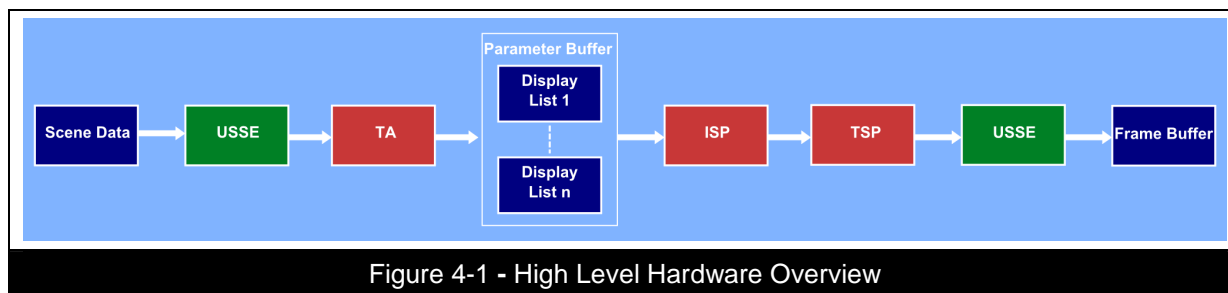 Parameter Buffer
Display
List 1
Scene Data
USSE
TA
ISP
TSP
USSE
Frame Buffer
Display
List n
Figure 4-1 - High Level Hardware Overview